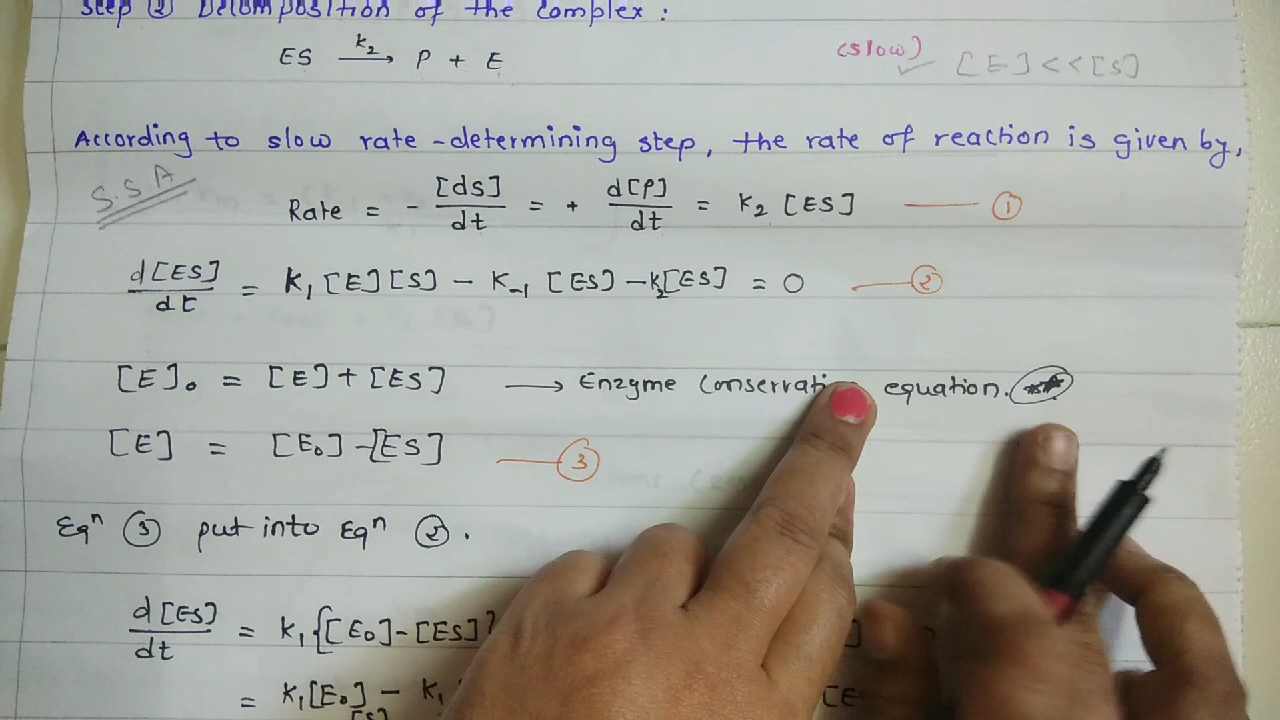 Step ② Decomposition of the complex :
ES —k₂→ P + E (slow) ✓ [E]<<[S]
According to slow rate-determining step, the rate of reaction is given by,
S.S.A
Rate = - [ds]/dt = + d[P]/dt = K₂ [ES] —— ①
d[ES]/dt = K₁[E][S] - K₋₁ [ES] - k₂[ES] = 0 —— ②
[E]₀ = [E]+[ES] → Enzyme equation.
[E] = [E₀]-[ES] —— ③
Eqⁿ ③ put into Eqⁿ ②.
d[ES]/dt = K₁{[E₀]-[ES]
= K₁[E₀] - K₁
[S]